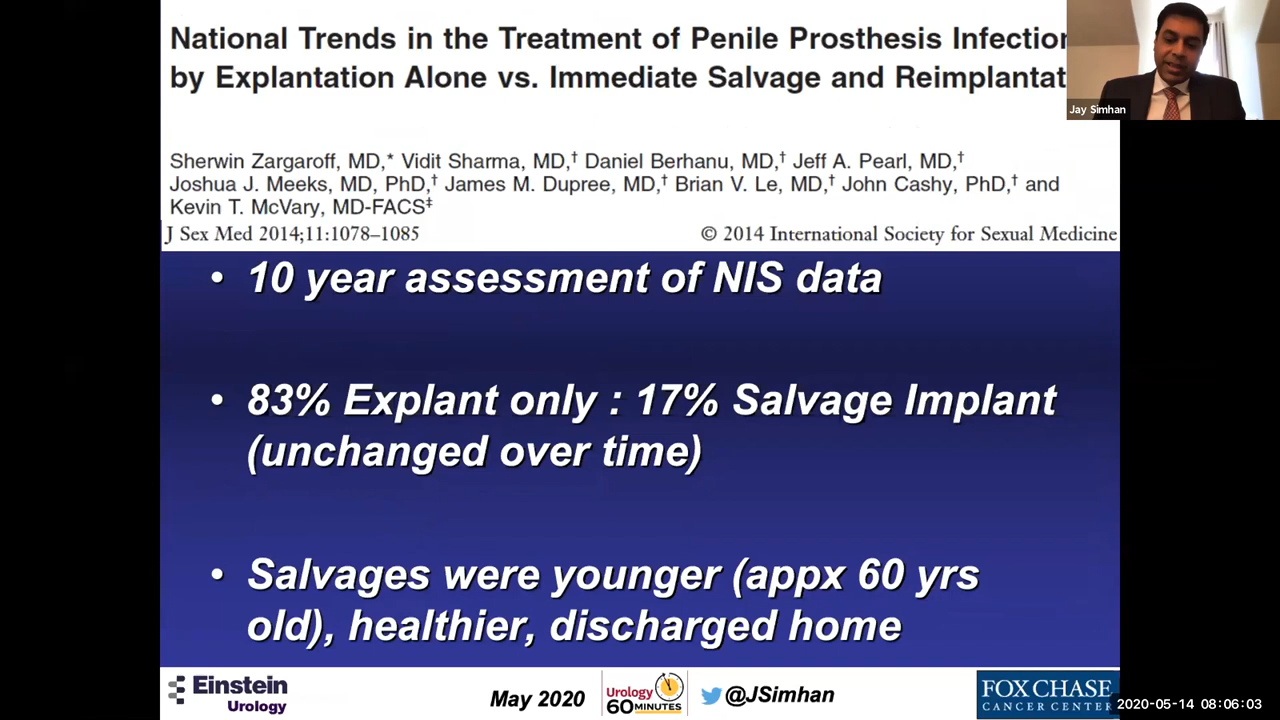 National Trends in the Treatment of Penile Prosthesis Infection
by Explantation Alone vs. Immediate Salvage and Reimplantat
Jay Simhan
Sherwin Zargaroff, MD,* Vidit Sharma, MD,† Daniel Berhanu, MD,† Jeff A. Pearl, MD,†
Joshua J. Meeks, MD, PhD,† James M. Dupree, MD,† Brian V. Le, MD,† John Cashy, PhD,† and
Kevin T. McVary, MD-FACS‡
J Sex Med 2014;11:1078–1085
© 2014 International Society for Sexual Medicine
• 10 year assessment of NIS data
• 83% Explant only : 17% Salvage Implant
(unchanged over time)
• Salvages were younger (appx 60 yrs
old), healthier, discharged home
Einstein
Urology
May 2020
Urology
60 MINUTES
@JSimhan
FOX CHASE
CANCER CENTER
2020-05-14 08:06:03